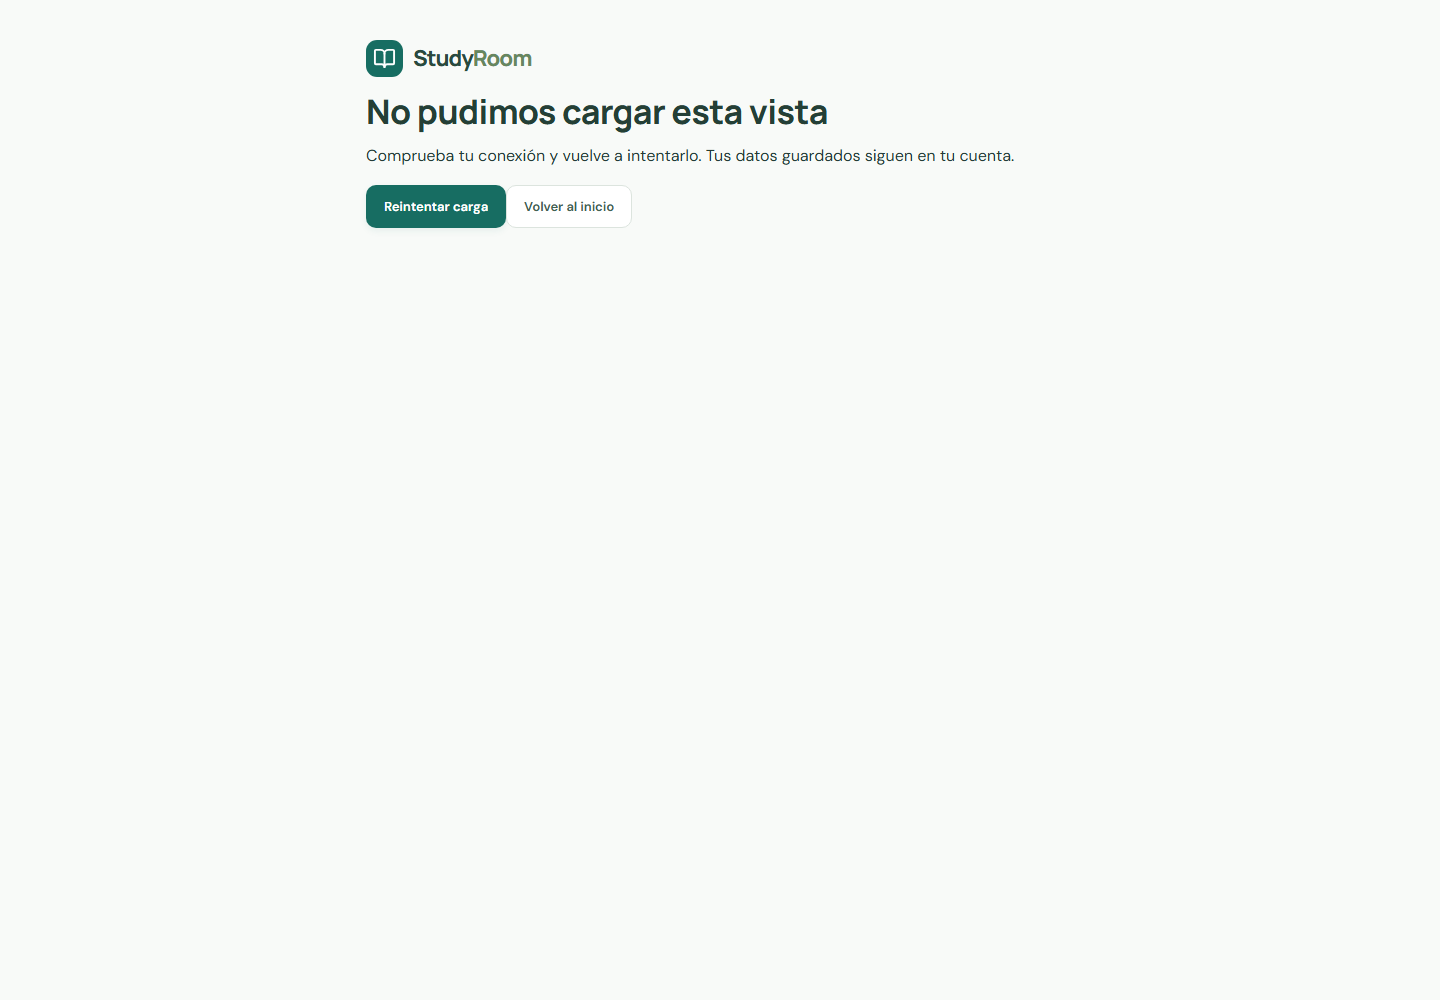 StudyRoom
No pudimos cargar esta vista
Comprueba tu conexión y vuelve a intentarlo. Tus datos guardados siguen en tu cuenta.
Reintentar carga
Volver al inicio